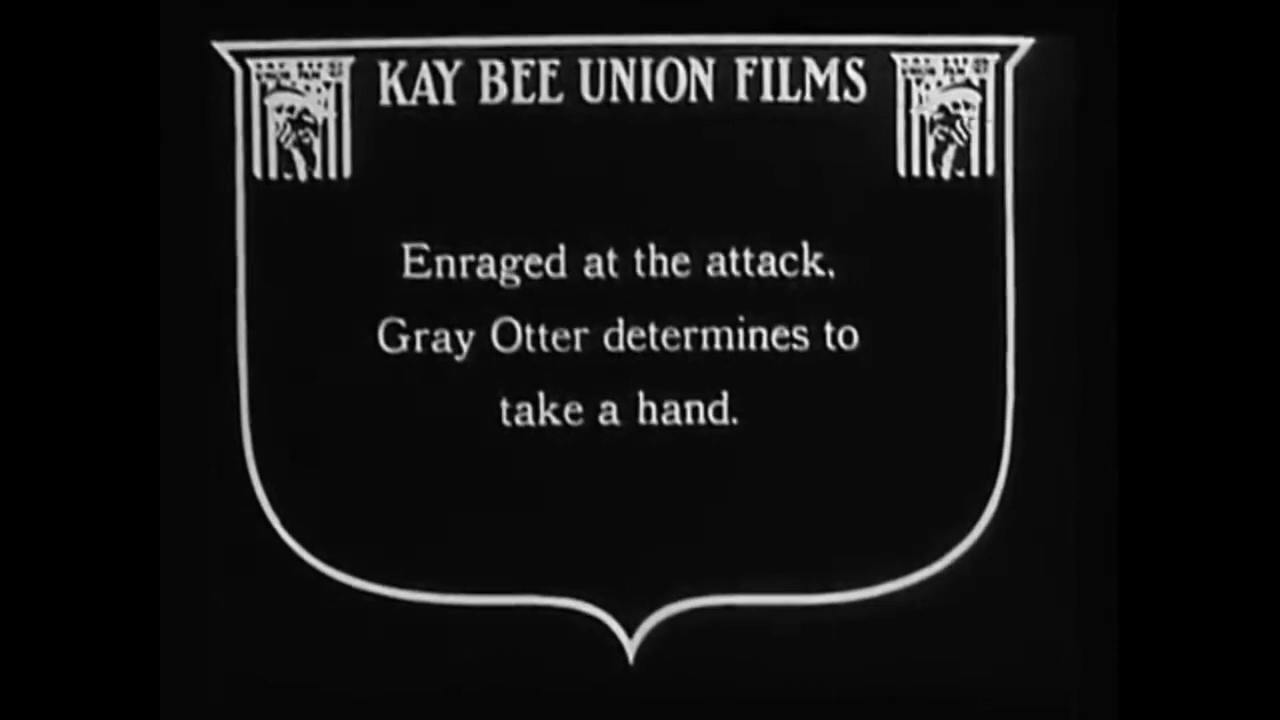 KAY BEE UNION FILMS
Enraged at the attack,
Gray Otter determines to
take a hand.